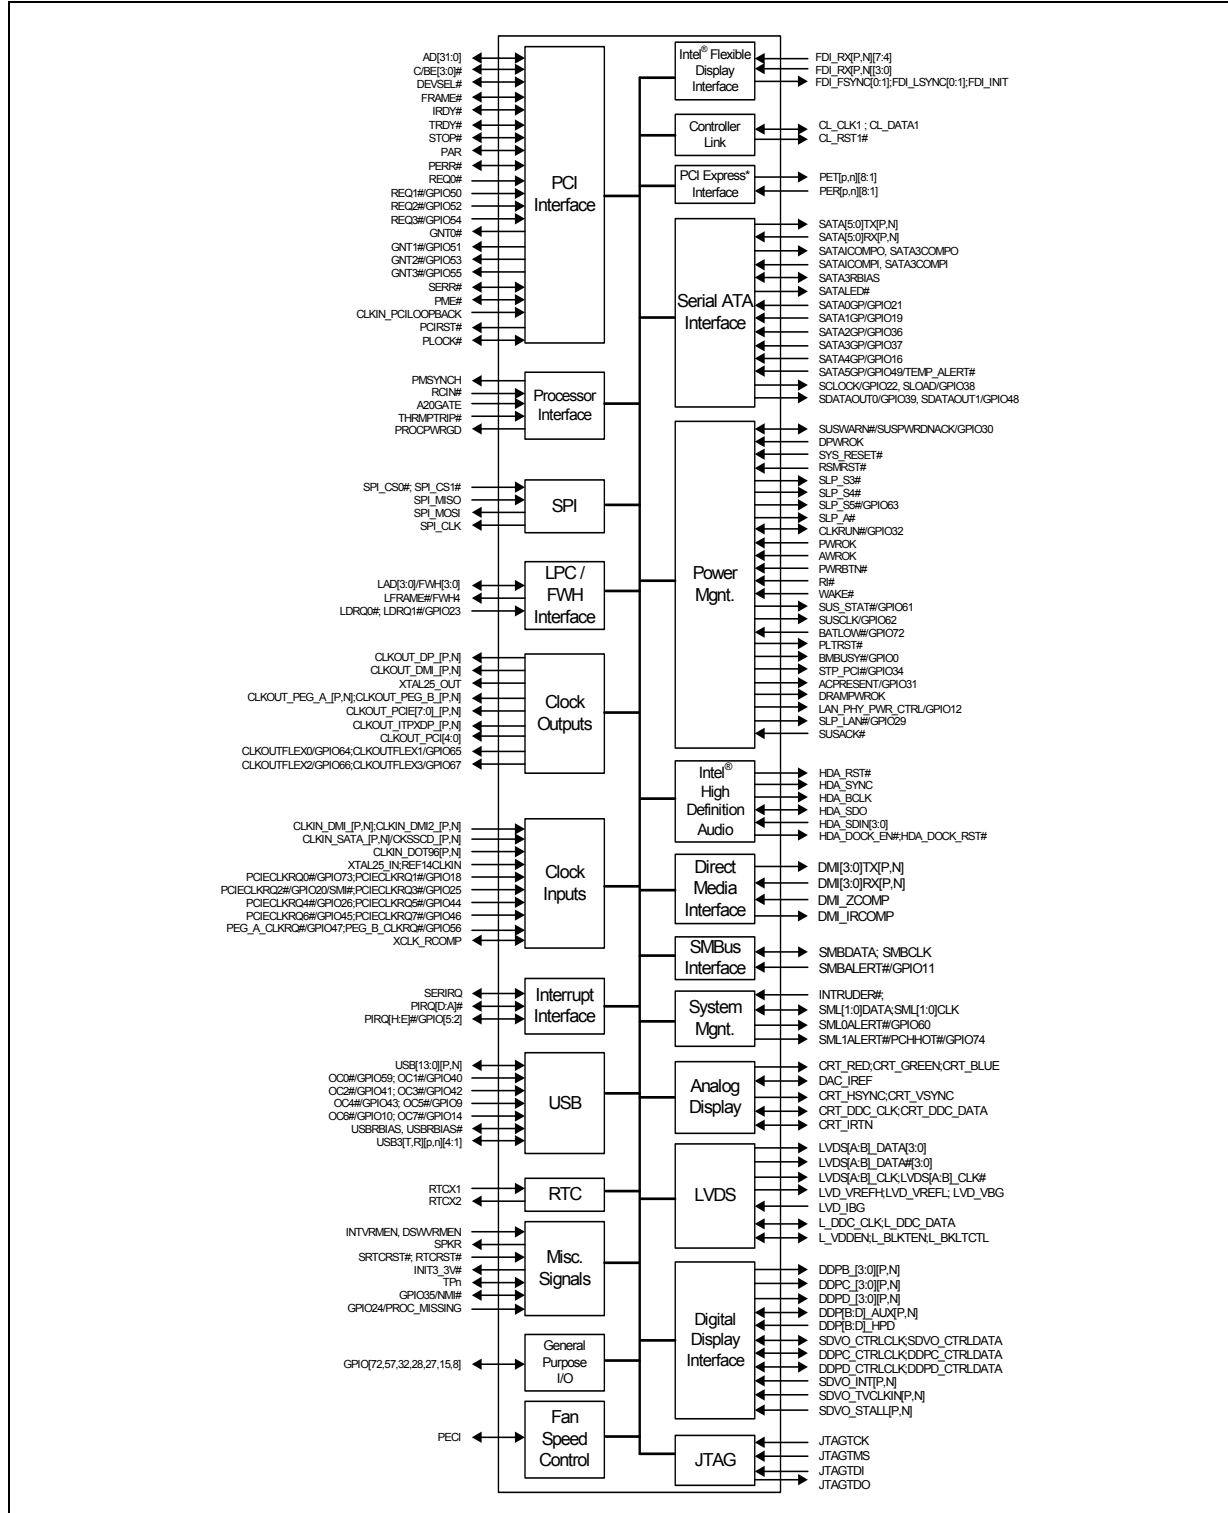 AD[31:0]
C/BE[3:0]#
DEVSEL#
FRAME#
IRDY#
TRDY#
STOP#
PAR
PERR#
REQ0#
REQ1#/GPIO50
REQ2#/GPIO52
REQ3#/GPIO54
GNT0#
GNT1#/GPIO51
GNT2#/GPIO53
GNT3#/GPIO55
SERR#
PME#
CLKIN_PCILOOPBACK
PCIRST#
PLOCK#
PCI
Interface
PMSYNCH
RCIN#
A20GATE
THRMPTRIP#
PROCPWRGD
Processor
Interface
SPI_CS0#; SPI_CS1#
SPI_MISO
SPI_MOSI
SPI_CLK
SPI
LAD[3:0]/FWH[3:0]
LFRAME#/FWH4
LDRQ0#; LDRQ1#/GPIO23
LPC /
FWH
Interface
CLKOUT_DP_[P,N]
CLKOUT_DMI_[P,N]
XTAL25_OUT
CLKOUT_PEG_A_[P,N];CLKOUT_PEG_B_[P,N]
CLKOUT_PCIE[7:0]_[P,N]
CLKOUT_ITPXDP_[P,N]
CLKOUT_PCI[4:0]
CLKOUTFLEX0/GPIO64;CLKOUTFLEX1/GPIO65
CLKOUTFLEX2/GPIO66;CLKOUTFLEX3/GPIO67
Clock
Outputs
CLKIN_DMI_[P,N];CLKIN_DMI2_[P,N]
CLKIN_SATA_[P,N]/CKSSCD_[P,N]
CLKIN_DOT96[P,N]
XTAL25_IN;REF14CLKIN
PCIECLKRQ0#/GPIO73;PCIECLKRQ1#/GPIO18
PCIECLKRQ2#/GPIO20/SMI#;PCIECLKRQ3#/GPIO25
PCIECLKRQ4#/GPIO26;PCIECLKRQ5#/GPIO44
PCIECLKRQ6#/GPIO45;PCIECLKRQ7#/GPIO46
PEG_A_CLKRQ#/GPIO47;PEG_B_CLKRQ#/GPIO56
XCLK_RCOMP
Clock
Inputs
SERIRQ
PIRQ[D:A]#
PIRQ[H:E]#/GPIO[5:2]
Interrupt
Interface
USB[13:0][P,N]
OC0#/GPIO59; OC1#/GPIO40
OC2#/GPIO41; OC3#/GPIO42
OC4#/GPIO43; OC5#/GPIO9
OC6#/GPIO10; OC7#/GPIO14
USBRBIAS, USBRBIAS#
USB3[T,R][p,n][4:1]
USB
RTCX1
RTCX2
RTC
INTVRMEN, DSWVRMEN
SPKR
SRTCRST#; RTCRST#
INIT3_3V#
TPn
GPIO35/NMI#
GPIO24/PROC_MISSING
Misc.
Signals
GPIO[72,57,32,28,27,15,8]
General
Purpose
I/O
PECI
Fan
Speed
Control
Intel® Flexible
Display
Interface
FDI_RX[P,N][7:4]
FDI_RX[P,N][[3:0]
FDI_FSYNC[0:1];FDI_LSYNC[0:1];FDI_INIT
Controller
Link
CL_CLK1 ; CL_DATA1
CL_RST1#
PCI Express*
Interface
PET[p,n][8:1]
PER[p,n][8:1]
Serial ATA
Interface
SATA[5:0]TX[P,N]
SATA[5:0]RX[P,N]
SATAICOMPO, SATA3COMPO
SATAICOMPI, SATA3COMPI
SATA3RBIAS
SATALED#
SATA0GP/GPIO21
SATA1GP/GPIO19
SATA2GP/GPIO36
SATA3GP/GPIO37
SATA4GP/GPIO16
SATA5GP/GPIO49/TEMP_ALERT#
SCLOCK/GPIO22, SLOAD/GPIO38
SDATAOUT0/GPIO39, SDATAOUT1/GPIO48
Power
Mgnt.
SUSWARN#/SUSPWRDNACK/GPIO30
DPWROK
SYS_RESET#
RSMRST#
SLP_S3#
SLP_S4#
SLP_S5#/GPIO63
SLP_A#
CLKRUN#/GPIO32
PWROK
AWROK
PWRBTN#
RI#
WAKE#
SUS_STAT#/GPIO61
SUSCLK/GPIO62
BATLOW#/GPIO72
PLTRST#
BMBUSY#/GPIO0
STP_PCI#/GPIO34
ACPRESENT/GPIO31
DRAMPWROK
LAN_PHY_PWR_CTRL/GPIO12
SLP_LAN#/GPIO29
SUSACK#
Intel®
High
Definition
Audio
HDA_RST#
HDA_SYNC
HDA_BCLK
HDA_SDO
HDA_SDIN[3:0]
HDA_DOCK_EN#;HDA_DOCK_RST#
Direct
Media
Interface
DMI[3:0]TX[P,N]
DMI[3:0]RX[P,N]
DMI_ZCOMP
DMI_IRCOMP
SMBus
Interface
SMBDATA; SMBCLK
SMBALERT#/GPIO11
System
Mgnt.
INTRUDER#;
SML[1:0]DATA;SML[1:0]CLK
SML0ALERT#/GPIO60
SML1ALERT#/PCHHOT#/GPIO74
Analog
Display
CRT_RED;CRT_GREEN;CRT_BLUE
DAC_IREF
CRT_HSYNC;CRT_VSYNC
CRT_DDC_CLK;CRT_DDC_DATA
CRT_IRTN
LVDS
LVDS[A:B]_DATA[3:0]
LVDS[A:B]_DATA#[3:0]
LVDS[A:B]_CLK;LVDS[A:B]_CLK#
LVD_VREFH;LVD_VREFL; LVD_VBG
LVD_IBG
L_DDC_CLK;L_DDC_DATA
L_VDDEN;L_BLKTEN;L_BKLTCTL
Digital
Display
Interface
DDPB_[3:0][P,N]
DDPC_[3:0][P,N]
DDPD_[3:0][P,N]
DDP[B:D]_AUX[P,N]
DDP[B:D]_HPD
SDVO_CTRLCLK;SDVO_CTRLDATA
DDPC_CTRLCLK;DDPC_CTRLDATA
DDPD_CTRLCLK;DDPD_CTRLDATA
SDVO_INT[P,N]
SDVO_TVCLKIN[P,N]
SDVO_STALL[P,N]
JTAG
JTAGTCK
JTAGTMS
JTAGTDI
JTAGTDO